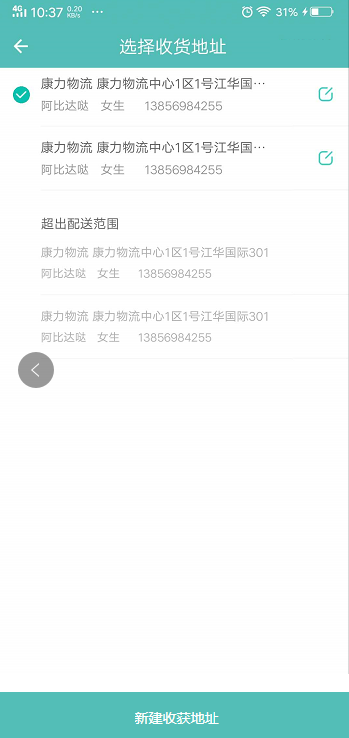 4G 10:37 0.20 KB/s ··· 31%
选择收货地址
康力物流 康力物流中心1区1号江华国…
阿比达哒 女生 13856984255
康力物流 康力物流中心1区1号江华国…
阿比达哒 女生 13856984255
超出配送范围
康力物流 康力物流中心1区1号江华国际301
阿比达哒 女生 13856984255
康力物流 康力物流中心1区1号江华国际301
阿比达哒 女生 13856984255
新建收获地址